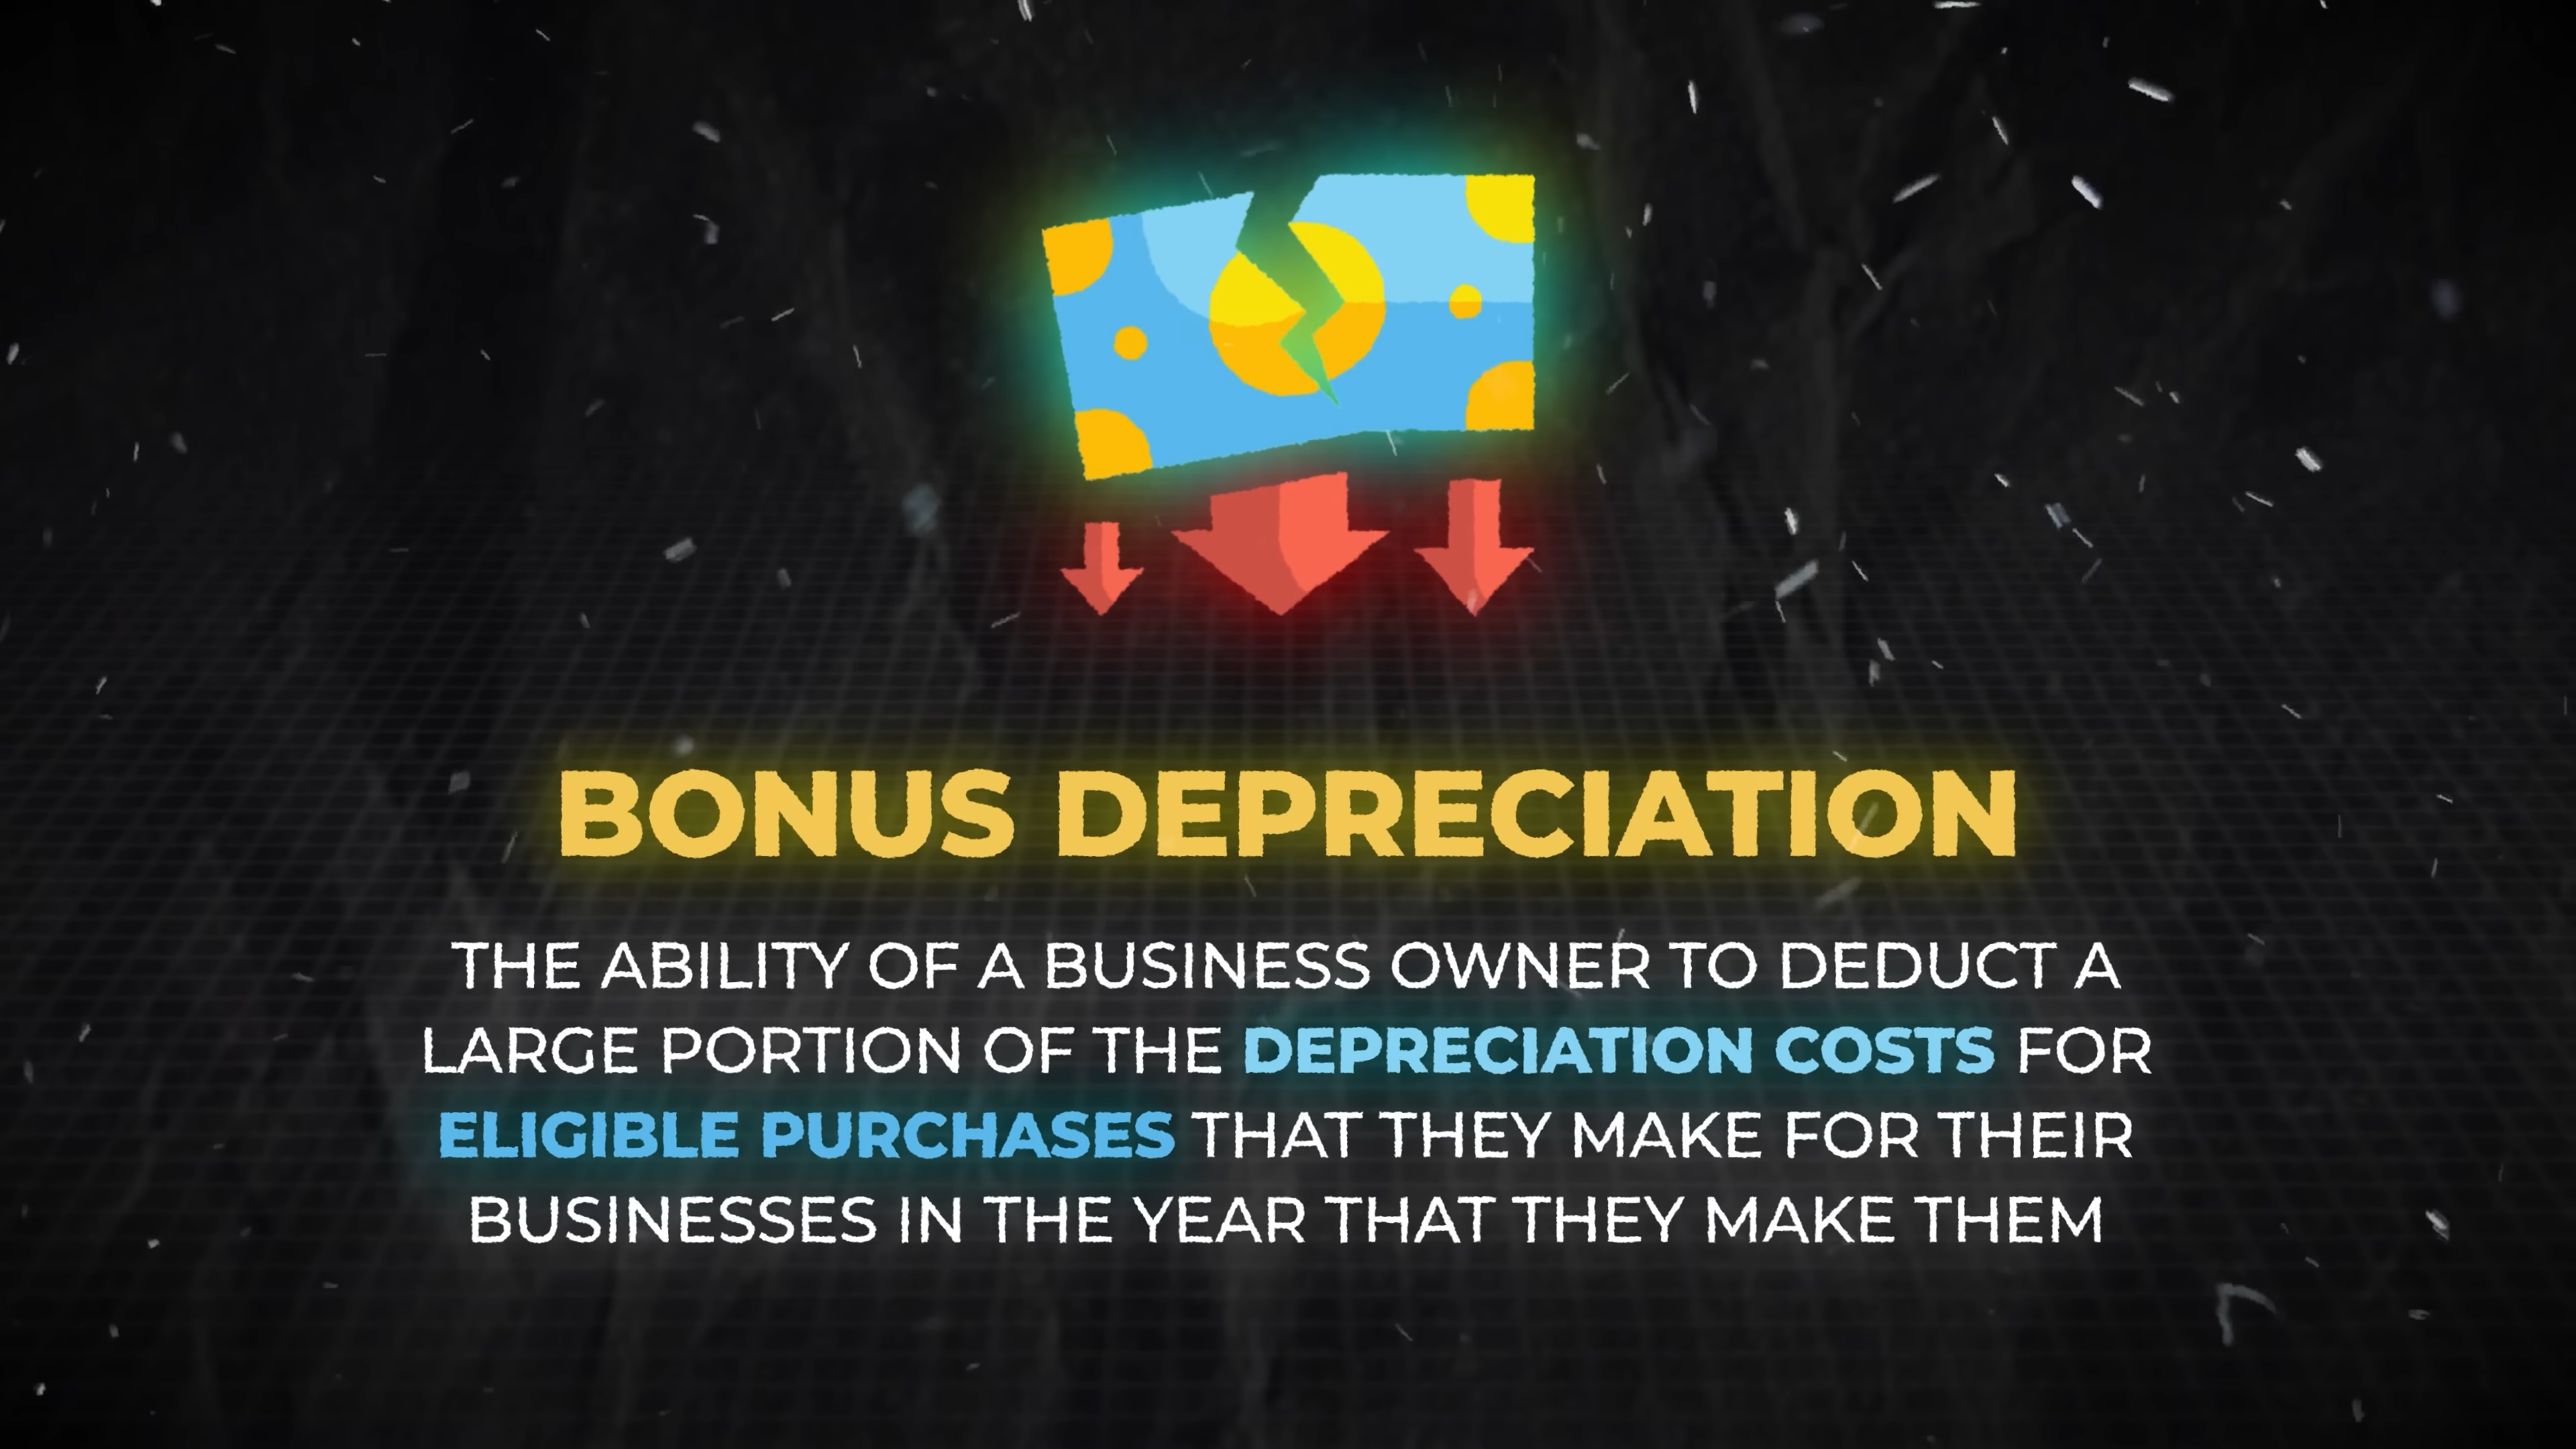 BONUS DEPRECIATION
THE ABILITY OF A BUSINESS OWNER TO DEDUCT A
LARGE PORTION OF THE DEPRECIATION COSTS FOR
ELIGIBLE PURCHASES THAT THEY MAKE FOR THEIR
BUSINESSES IN THE YEAR THAT THEY MAKE THEM